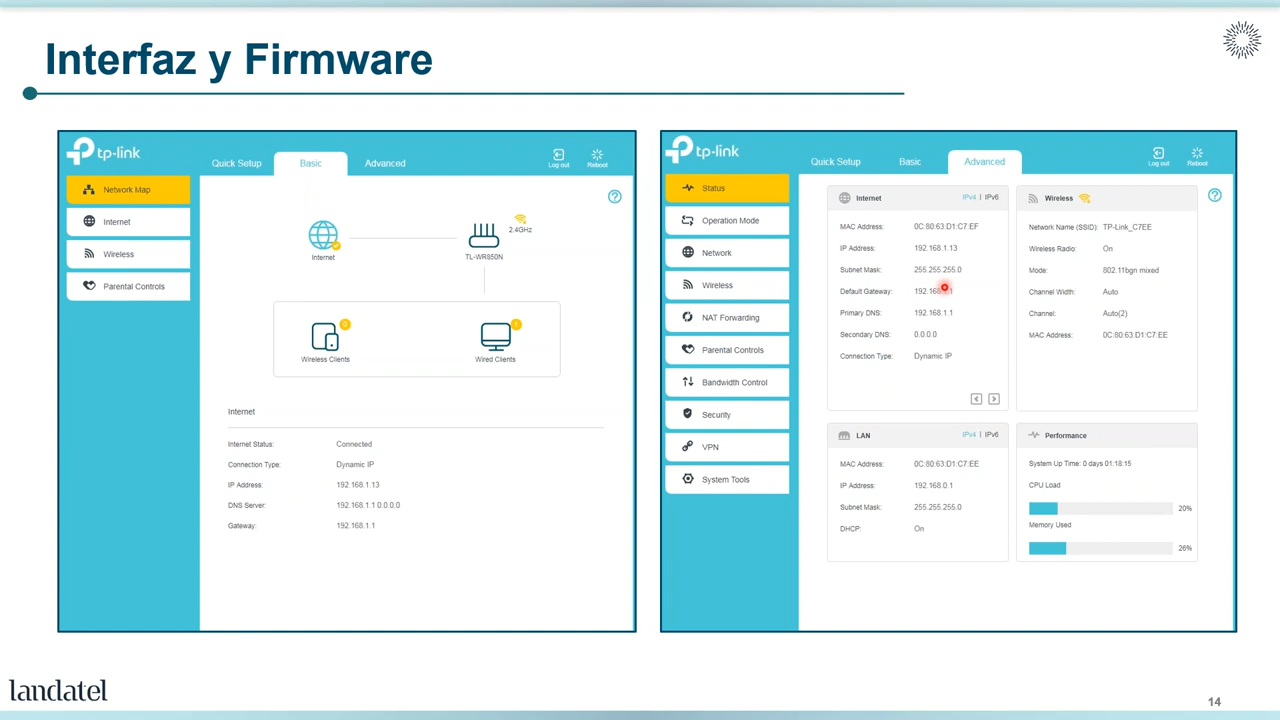 Interfaz y Firmware
tp-link
Quick Setup
Basic
Advanced
Log out
Reboot
Network Map
Internet
Wireless
Parental Controls
Internet
TL-WR850N
2.4GHz
0
Wireless Clients
1
Wired Clients
Internet
Internet Status: Connected
Connection Type: Dynamic IP
IP Address: 192.168.1.13
DNS Server: 192.168.1.1 0.0.0.0
Gateway: 192.168.1.1
tp-link
Quick Setup
Basic
Advanced
Log out
Reboot
Status
Operation Mode
Network
Wireless
NAT Forwarding
Parental Controls
Bandwidth Control
Security
VPN
System Tools
Internet IPv4 | IPv6
MAC Address: 0C:80:63:D1:C7:EF
IP Address: 192.168.1.13
Subnet Mask: 255.255.255.0
Default Gateway:
Primary DNS: 192.168.1.1
Secondary DNS: 0.0.0.0
Connection Type: Dynamic IP
Wireless
Network Name (SSID): TP-Link_C7EE
Wireless Radio: On
Mode: 802.11bgn mixed
Channel Width: Auto
Channel: Auto(2)
MAC Address: 0C:80:63:D1:C7:EE
LAN IPv4 | IPv6
MAC Address: 0C:80:63:D1:C7:EE
IP Address: 192.168.0.1
Subnet Mask: 255.255.255.0
DHCP: On
Performance
System Up Time: 0 days 01:18:15
CPU Load
20%
Memory Used
26%
landatel
14